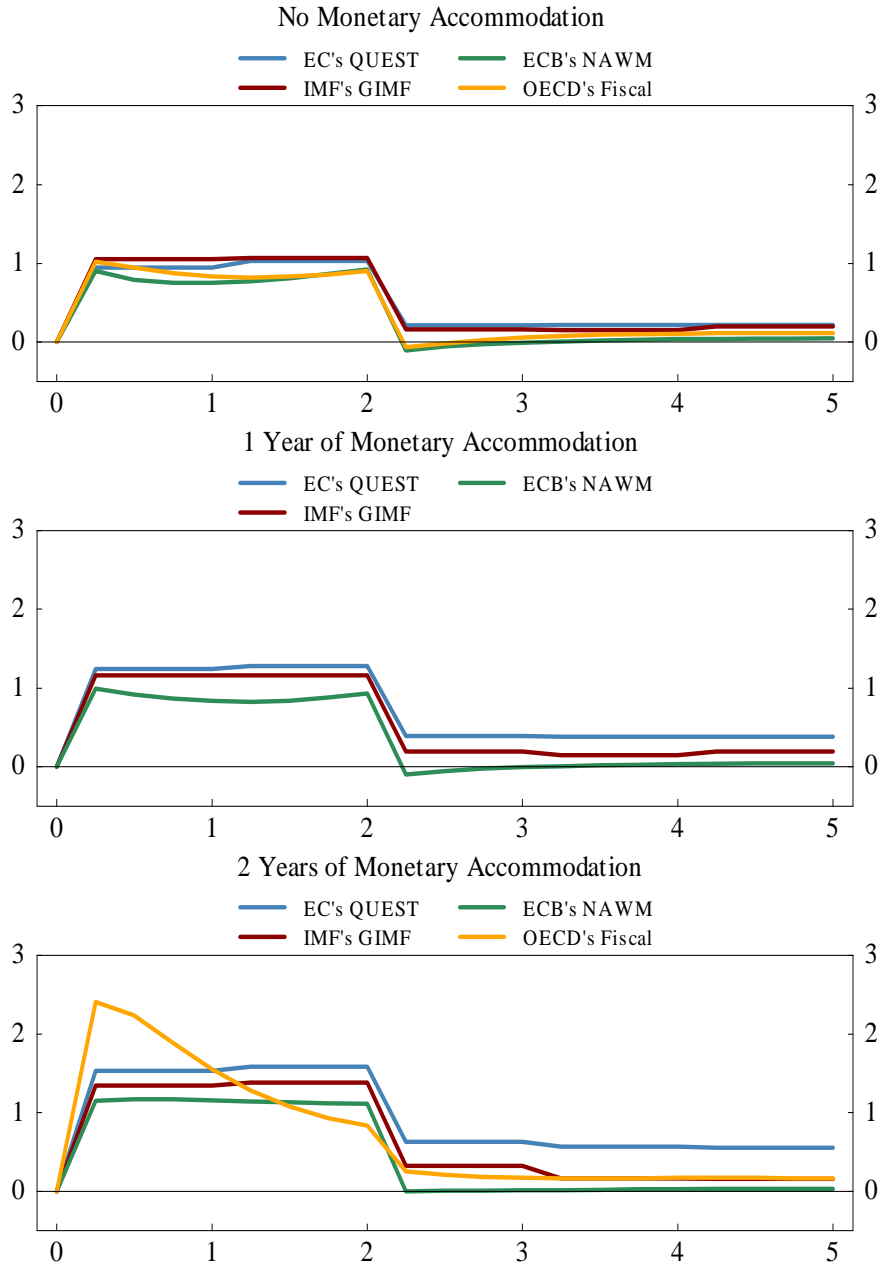 No Monetary Accommodation
EC's QUEST ECB's NAWM
IMF's GIMF OECD's Fiscal
3 3
2 2
1 1
0 0
0 1 2 3 4 5
1 Year of Monetary Accommodation
EC's QUEST ECB's NAWM
IMF's GIMF
3 3
2 2
1 1
0 0
0 1 2 3 4 5
2 Years of Monetary Accommodation
EC's QUEST ECB's NAWM
IMF's GIMF OECD's Fiscal
3 3
2 2
1 1
0 0
0 1 2 3 4 5